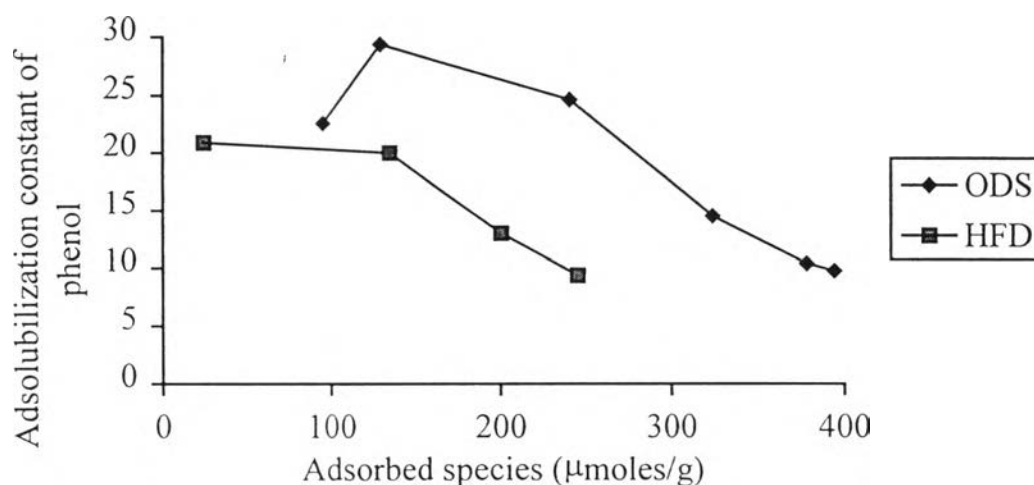 Adsolubilization constant of
phenol
30
25
20
15
10
5
0
0
100
200
300
400
Adsorbed species (μmoles/g)
ODS
HFD